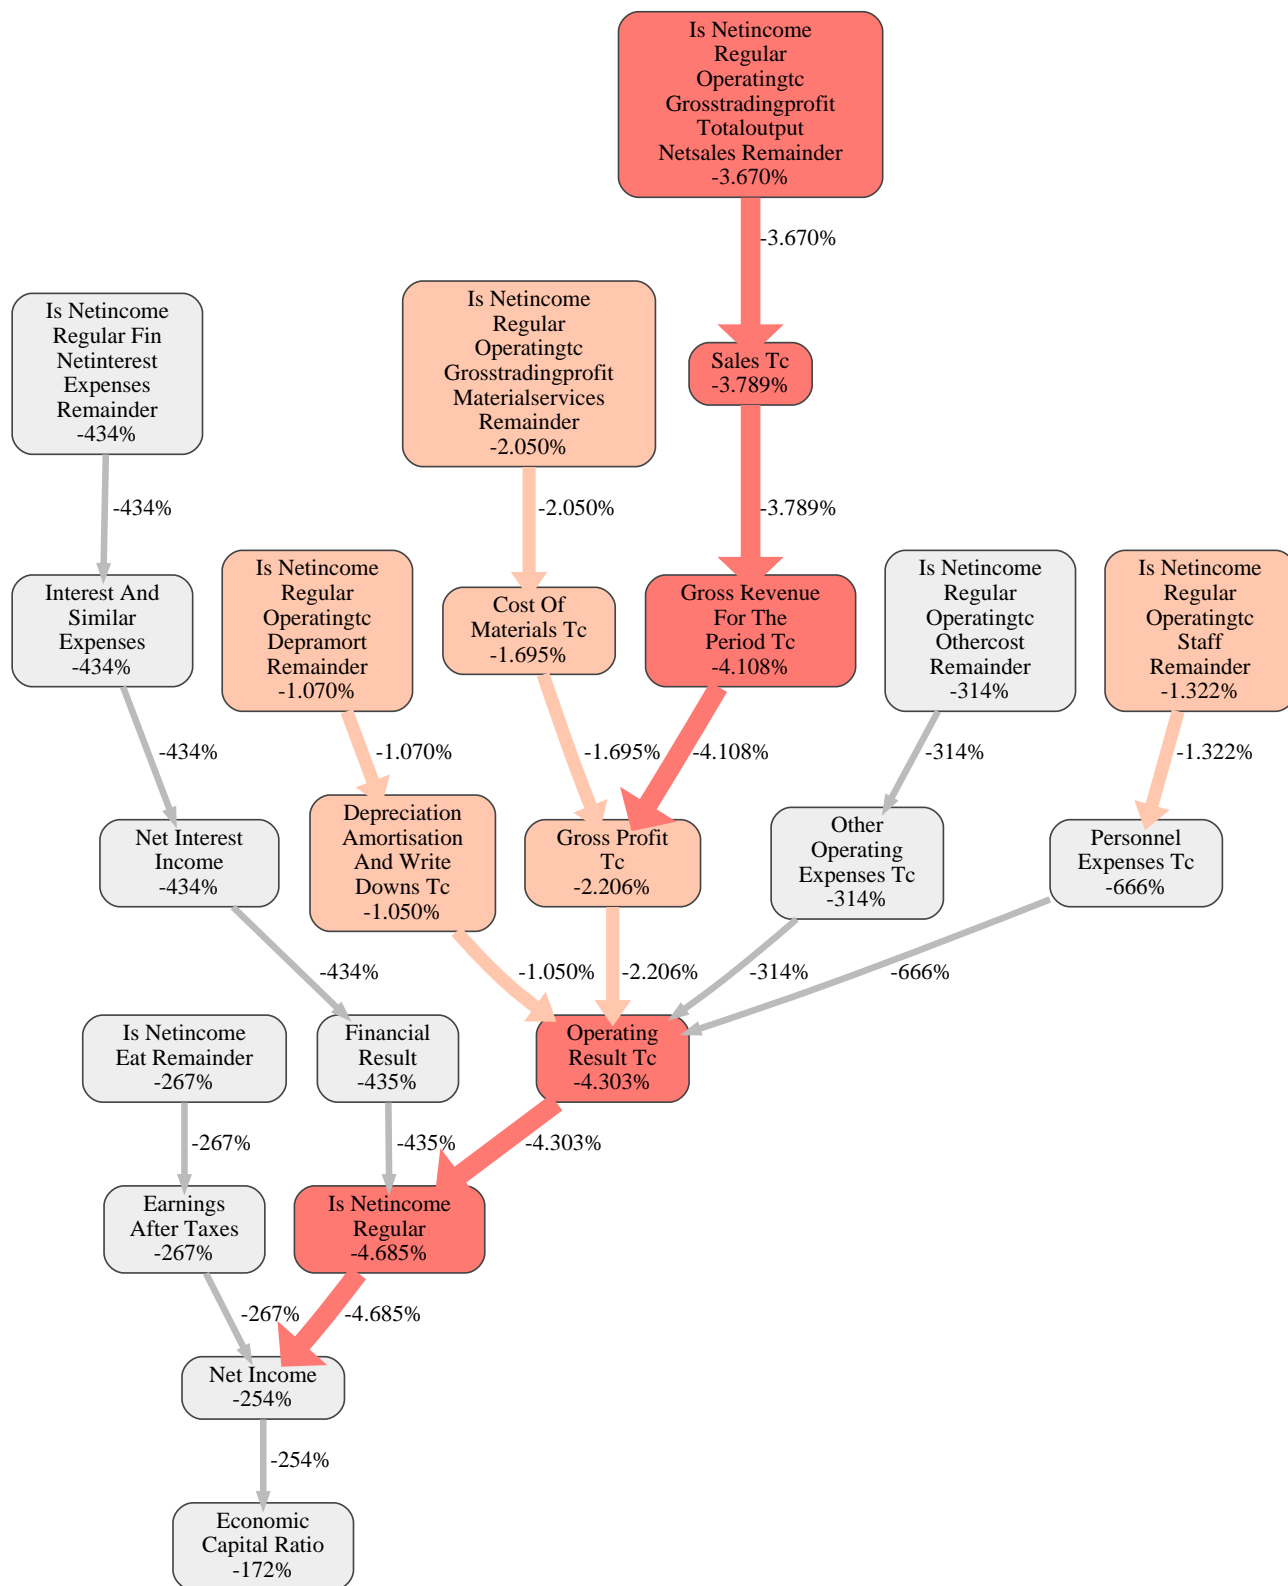 Is Netincome
Regular
Operatingtc
Grosstradingprofit
Totaloutput
Netsales Remainder
-3.670%
-3.670%
Is Netincome
Regular Fin
Netinterest
Expenses
Remainder
-434%
Is Netincome
Regular
Operatingtc
Grosstradingprofit
Materialservices
Remainder
-2.050%
Sales Tc
-3.789%
-434%
-2.050%
-3.789%
Interest And
Similar
Expenses
-434%
Is Netincome
Regular
Operatingtc
Depramort
Remainder
-1.070%
Cost Of
Materials Tc
-1.695%
Gross Revenue
For The
Period Tc
-4.108%
Is Netincome
Regular
Operatingtc
Othercost
Remainder
-314%
Is Netincome
Regular
Operatingtc
Staff
Remainder
-1.322%
-434%
-1.070%
-1.695%
-4.108%
-314%
-1.322%
Net Interest
Income
-434%
Depreciation
Amortisation
And Write
Downs Tc
-1.050%
Gross Profit
Tc
-2.206%
Other
Operating
Expenses Tc
-314%
Personnel
Expenses Tc
-666%
-434%
-1.050%
-2.206%
-314%
-666%
Is Netincome
Eat Remainder
-267%
Financial
Result
-435%
Operating
Result Tc
-4.303%
-267%
-435%
-4.303%
Earnings
After Taxes
-267%
Is Netincome
Regular
-4.685%
-267%
-4.685%
Net Income
-254%
-254%
Economic
Capital Ratio
-172%